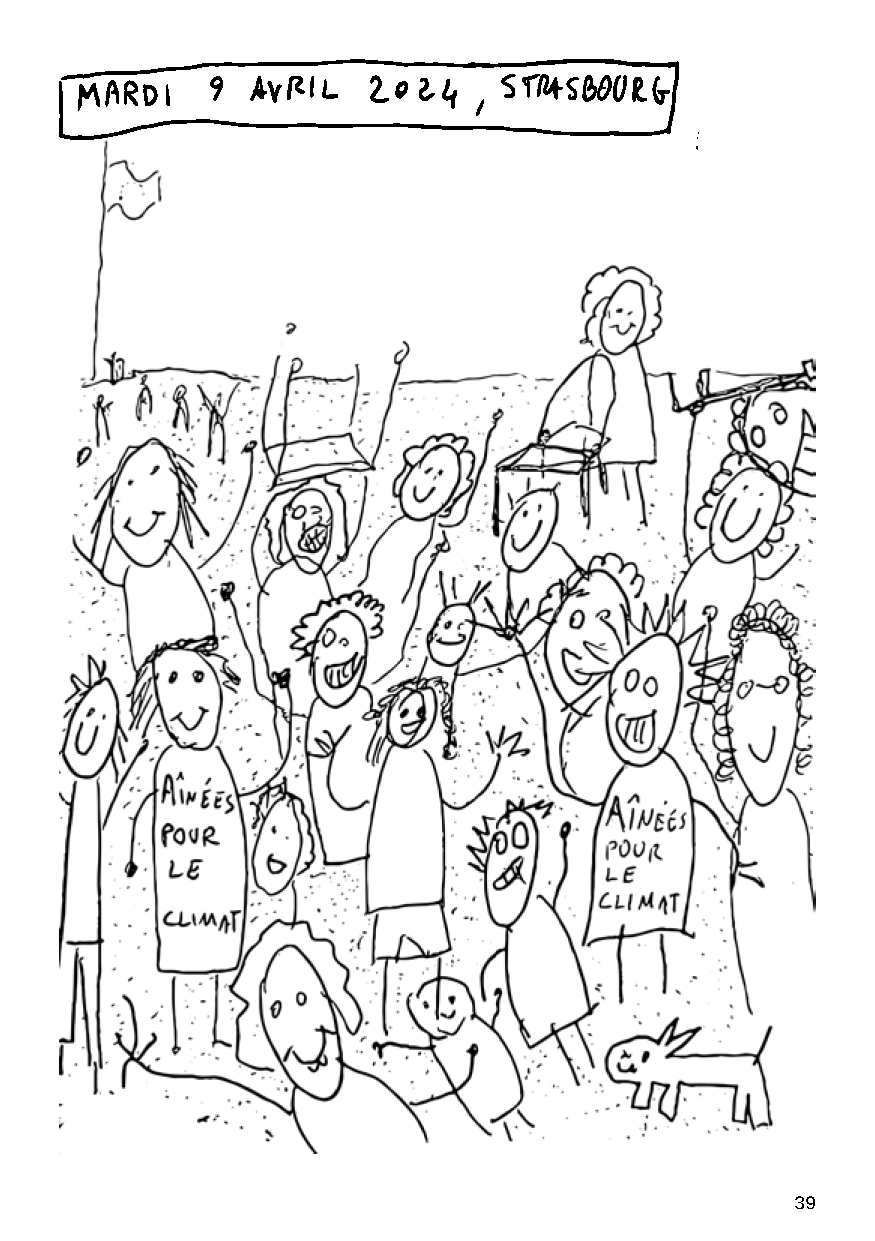 MARDI 9 AVRIL 2024, STRASBOURG
AÎNÉES
POUR
LE
CLIMAT
AÎNÉES
POUR
LE
CLIMAT
39